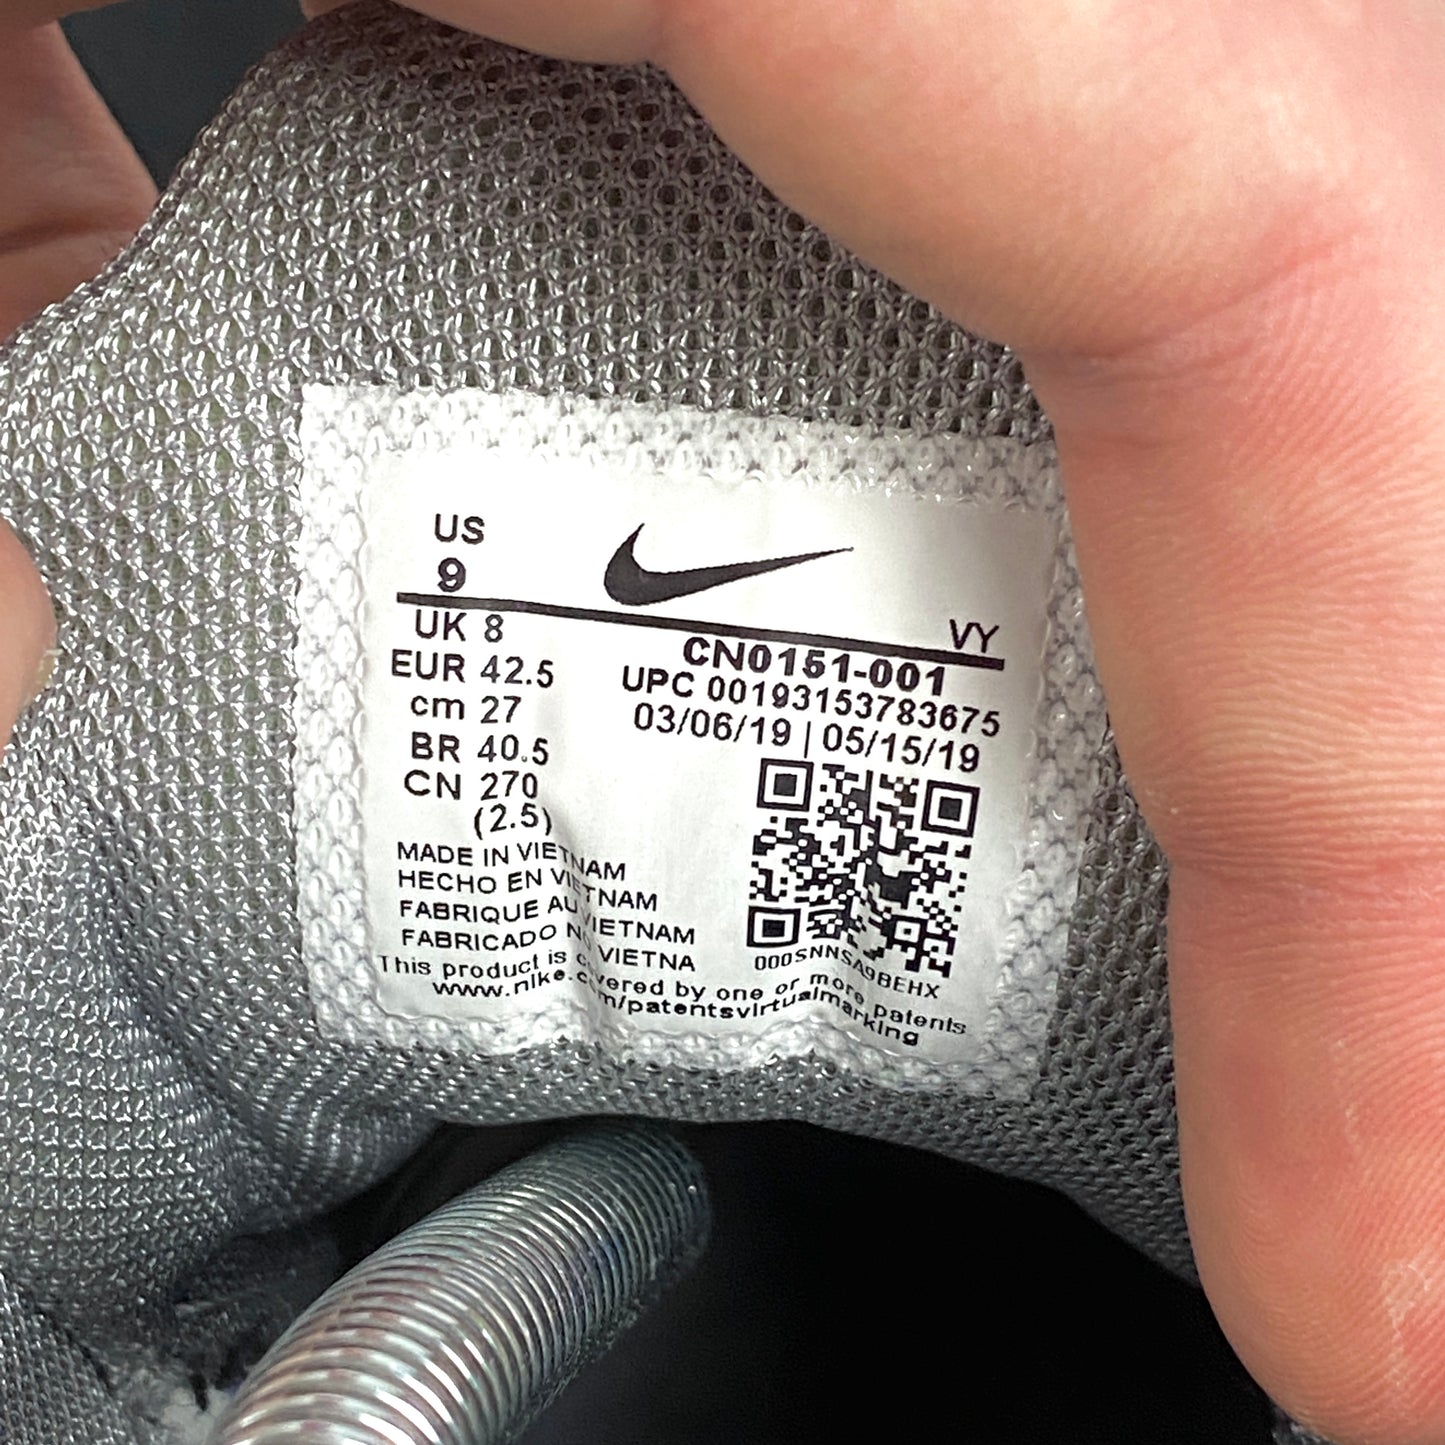 US
9
VY
UK 8
EUR 42.5
cm 27
BR 40.5
CN 270
(2.5)
CN0151-001
UPC 00193153783675
03/06/19 | 05/15/19
000SNNSA9BEHX
MADE IN VIETNAM
HECHO EN VIETNAM
FABRIQUE AU VIETNAM
FABRICADO NO VIETNA
This product is covered by one or more patents
www.nike.com/patentsvirtualmarking